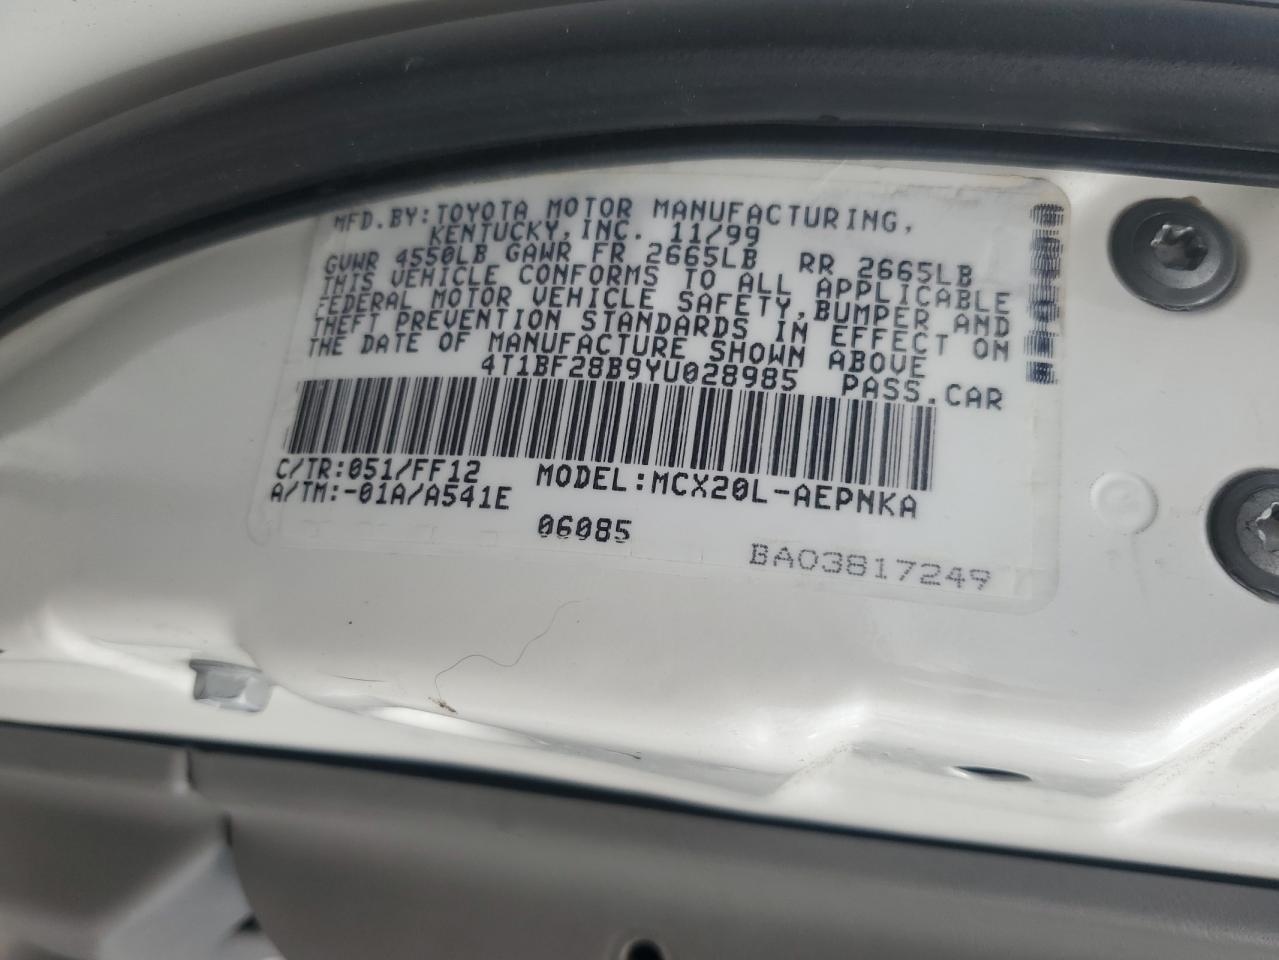 MFD.BY:TOYOTA MOTOR MANUFACTURING,
KENTUCKY,INC. 11/99
GVWR 4550LB GAWR FR 2665LB RR 2665LB
THIS VEHICLE CONFORMS TO ALL APPLICABLE
FEDERAL MOTOR VEHICLE SAFETY,BUMPER AND
THEFT PREVENTION STANDARDS IN EFFECT ON
THE DATE OF MANUFACTURE SHOWN ABOVE
4T1BF28B9YU028985 PASS.CAR
C/TR:051/FF12 MODEL:MCX20L-AEPNKA
A/TM:-01A/A541E
06085
BA03817249